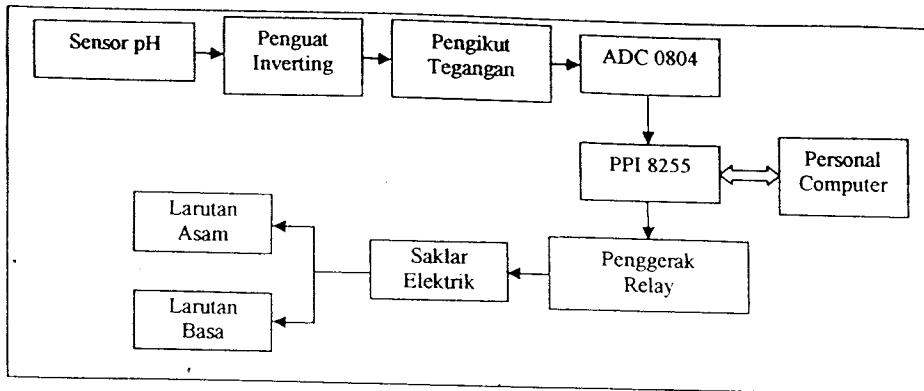 Sensor pH
Penguat
Inverting
Pengikut
Tegangan
ADC 0804
PPI 8255
Personal
Computer
Larutan
Asam
Saklar
Elektrik
Penggerak
Relay
Larutan
Basa